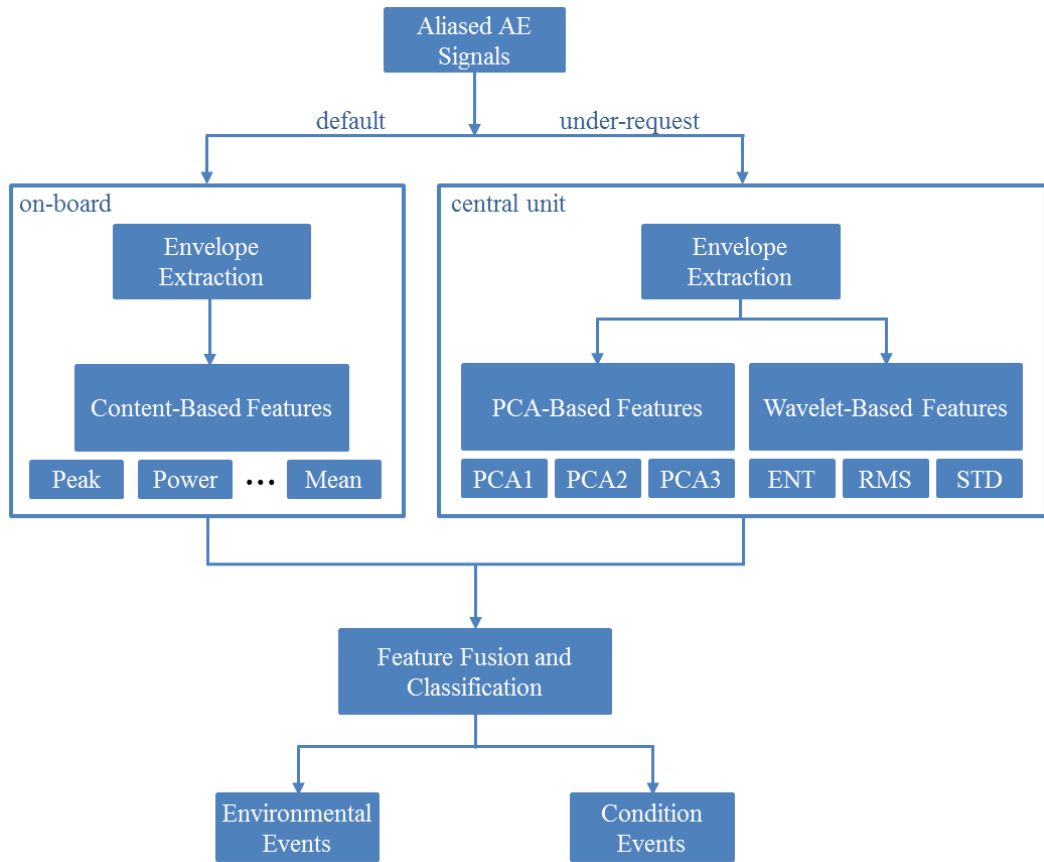 Aliased AE
Signals
default
under-request
on-board
Envelope
Extraction
Content-Based Features
Peak
Power
...
Mean
central unit
Envelope
Extraction
PCA-Based Features
Wavelet-Based Features
PCA1
PCA2
PCA3
ENT
RMS
STD
Feature Fusion and
Classification
Environmental
Events
Condition
Events